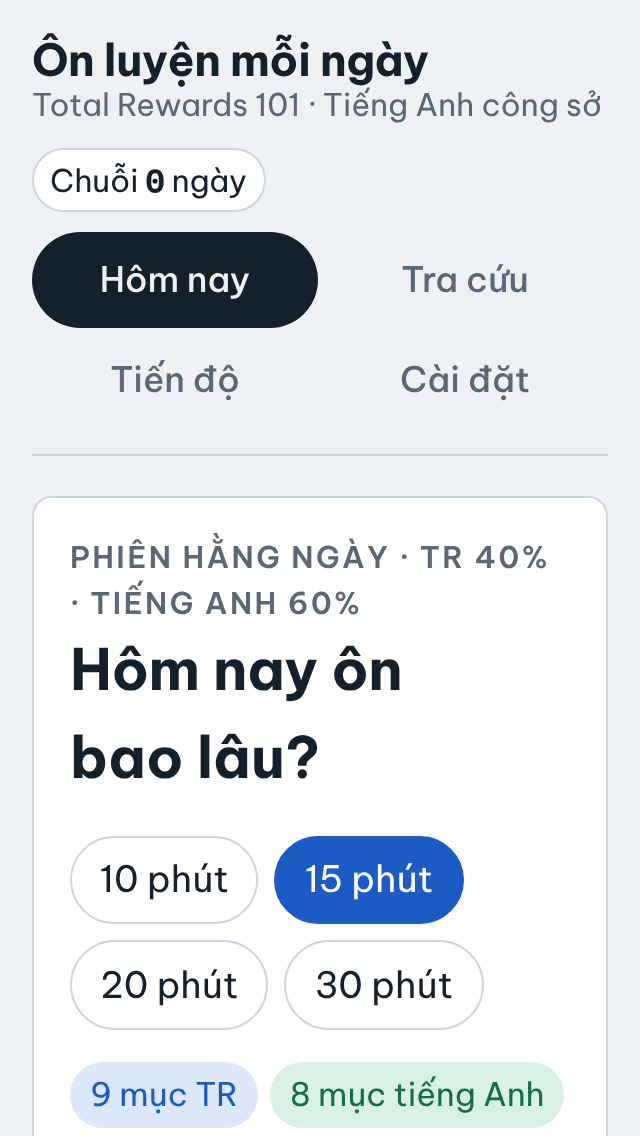 Ôn luyện mỗi ngày
Total Rewards 101 · Tiếng Anh công sở
Chuỗi 0 ngày
Hôm nay
Tra cứu
Tiến độ
Cài đặt
PHIÊN HẰNG NGÀY · TR 40%
· TIẾNG ANH 60%
Hôm nay ôn
bao lâu?
10 phút
15 phút
20 phút
30 phút
9 mục TR
8 mục tiếng Anh